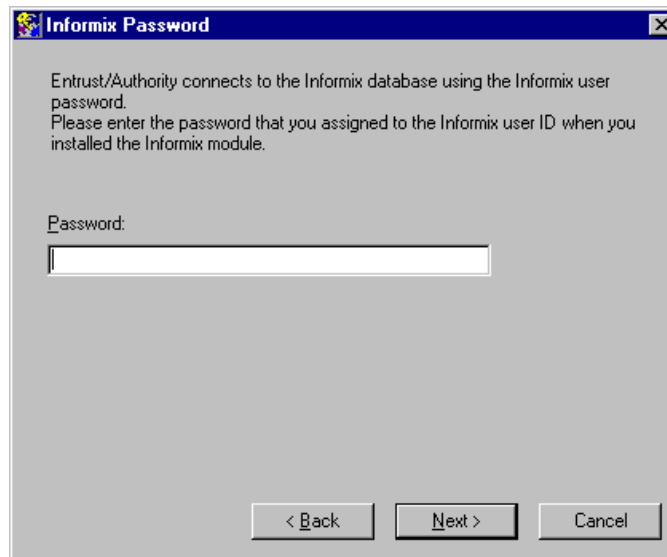 Informix Password
Entrust/Authority connects to the Informix database using the Informix user
password.
Please enter the password that you assigned to the Informix user ID when you
installed the Informix module.
Password:
< Back
Next >
Cancel